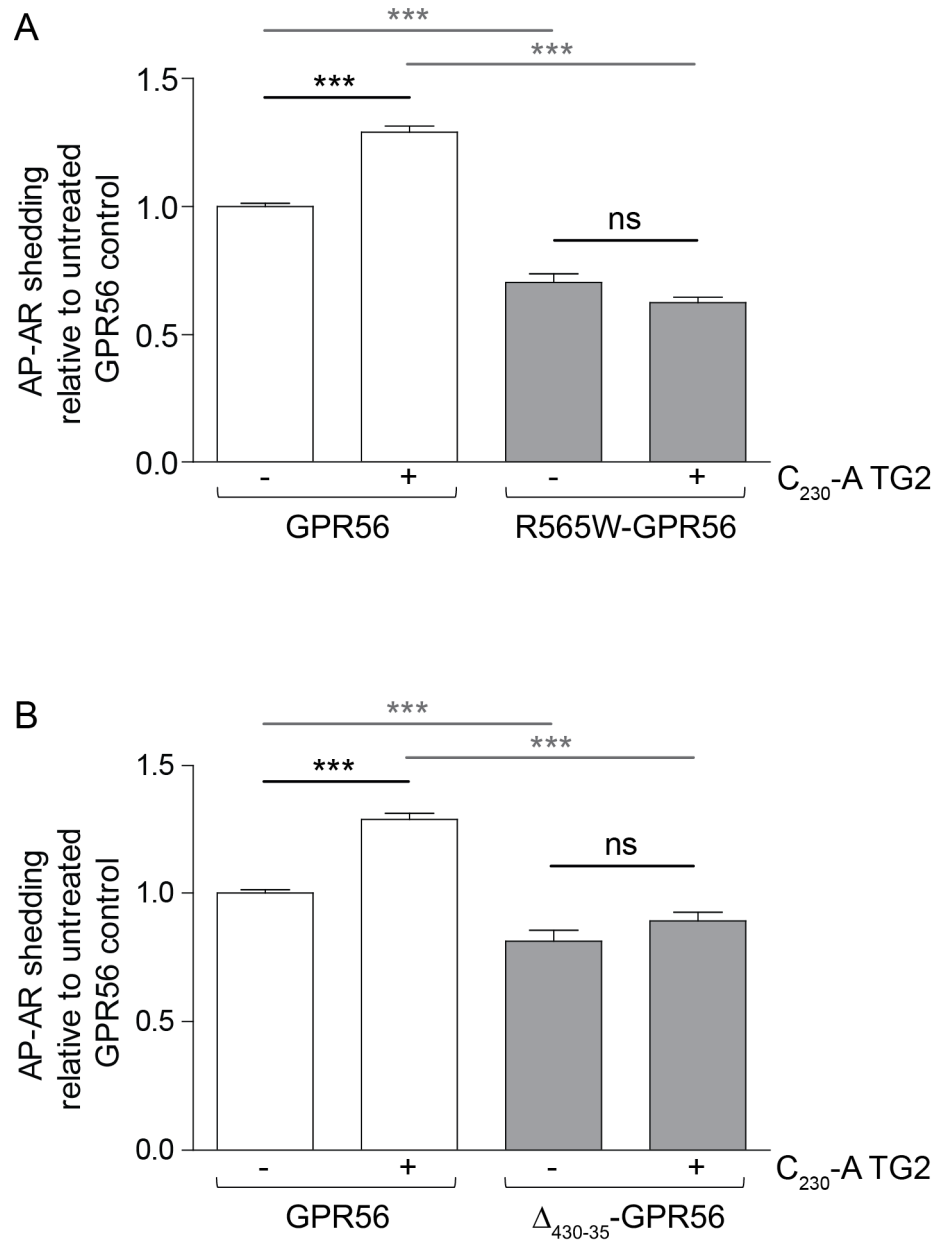 A
***
***
***
1.5
1.0
0.5
0.0
AP-AR shedding
relative to untreated
GPR56 control
ns
- + - + C230-A TG2
GPR56 R565W-GPR56
B
***
***
***
1.5
1.0
0.5
0.0
AP-AR shedding
relative to untreated
GPR56 control
ns
- + - + C230-A TG2
GPR56 Δ430-35-GPR56